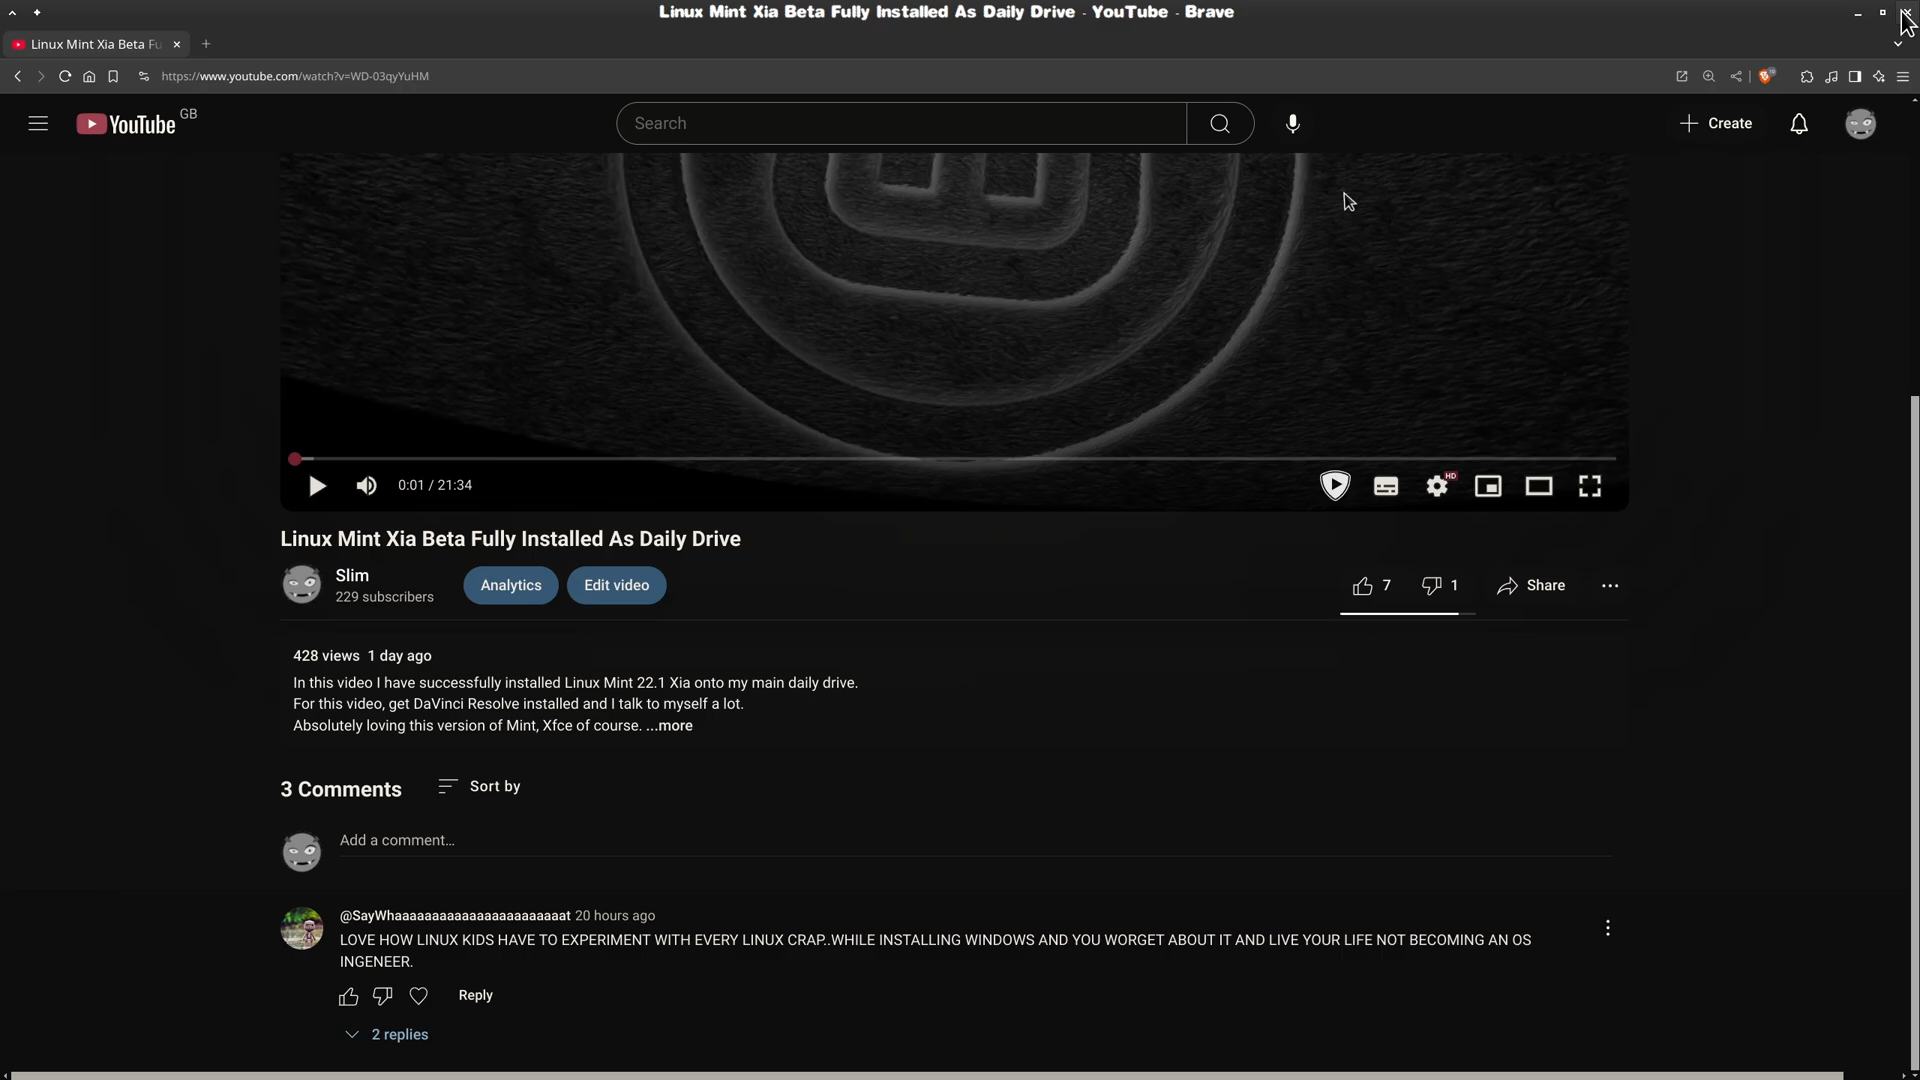 Linux Mint Xia Beta Fully Installed As Daily Drive - YouTube - Brave
Linux Mint Xia Beta Fu
https://www.youtube.com/watch?v=WD-03qyYuHM
YouTube GB
Search
Create
0:01 / 21:34
HD
Linux Mint Xia Beta Fully Installed As Daily Drive
Slim
229 subscribers
Analytics
Edit video
7
1
Share
428 views 1 day ago
In this video I have successfully installed Linux Mint 22.1 Xia onto my main daily drive.
For this video, get DaVinci Resolve installed and I talk to myself a lot.
Absolutely loving this version of Mint, Xfce of course. ...more
3 Comments
Sort by
Add a comment...
@SayWhaaaaaaaaaaaaaaaaaaaaaaat 20 hours ago
LOVE HOW LINUX KIDS HAVE TO EXPERIMENT WITH EVERY LINUX CRAP..WHILE INSTALLING WINDOWS AND YOU WORGET ABOUT IT AND LIVE YOUR LIFE NOT BECOMING AN OS
INGENEER.
Reply
2 replies